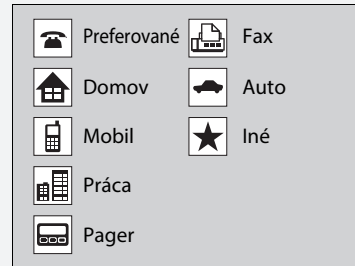 Preferované Fax
Domov Auto
Mobil Iné
Práca
Pager